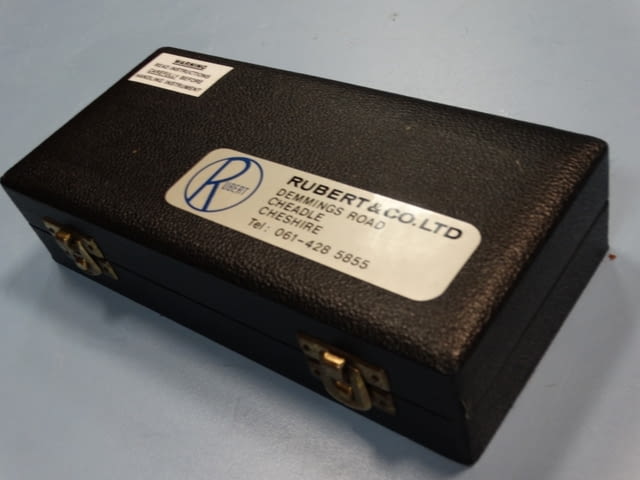 WARNING
READ INSTRUCTIONS
CAREFULLY BEFORE
HANDLING INSTRUMENT
RUBERT
RUBERT & CO. LTD
DEMMINGS ROAD
CHEADLE
CHESHIRE
Tel: 061-428 5855